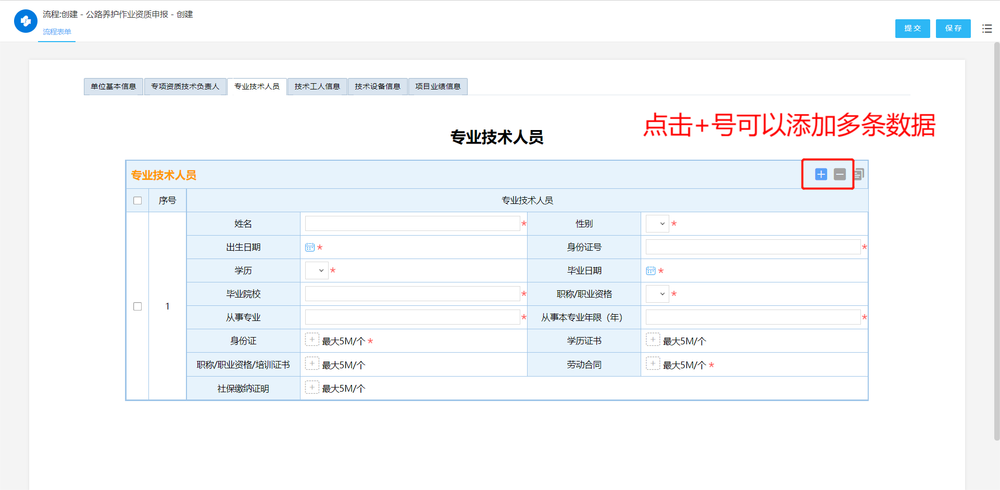 流程:创建 - 公路养护作业资质申报 - 创建
流程表单
提交 保存
单位基本信息 专项资质技术负责人 专业技术人员 技术工人信息 技术设备信息 项目业绩信息
点击+号可以添加多条数据
专业技术人员
专业技术人员
序号 专业技术人员
姓名 * 性别 *
出生日期 * 身份证号 *
学历 * 毕业日期 *
毕业院校 * 职称/职业资格 *
1
从事专业 * 从事本专业年限（年） *
身份证 最大5M/个 * 学历证书 最大5M/个
职称/职业资格/培训证书 最大5M/个 劳动合同 最大5M/个 *
社保缴纳证明 最大5M/个